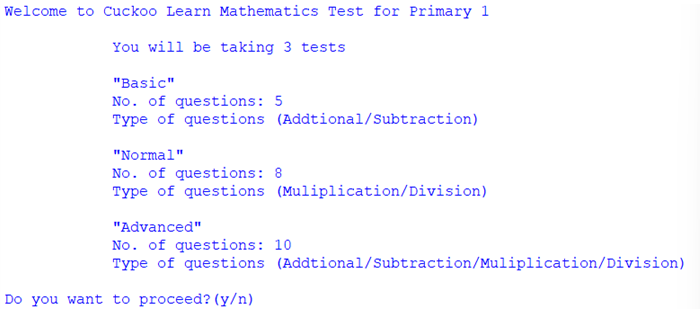 Welcome to Cuckoo Learn Mathematics Test for Primary 1
You will be taking 3 tests
"Basic"
No. of questions: 5
Type of questions (Addtional/Subtraction)
"Normal"
No. of questions: 8
Type of questions (Muliplication/Division)
"Advanced"
No. of questions: 10
Type of questions (Addtional/Subtraction/Muliplication/Division)
Do you want to proceed?(y/n)